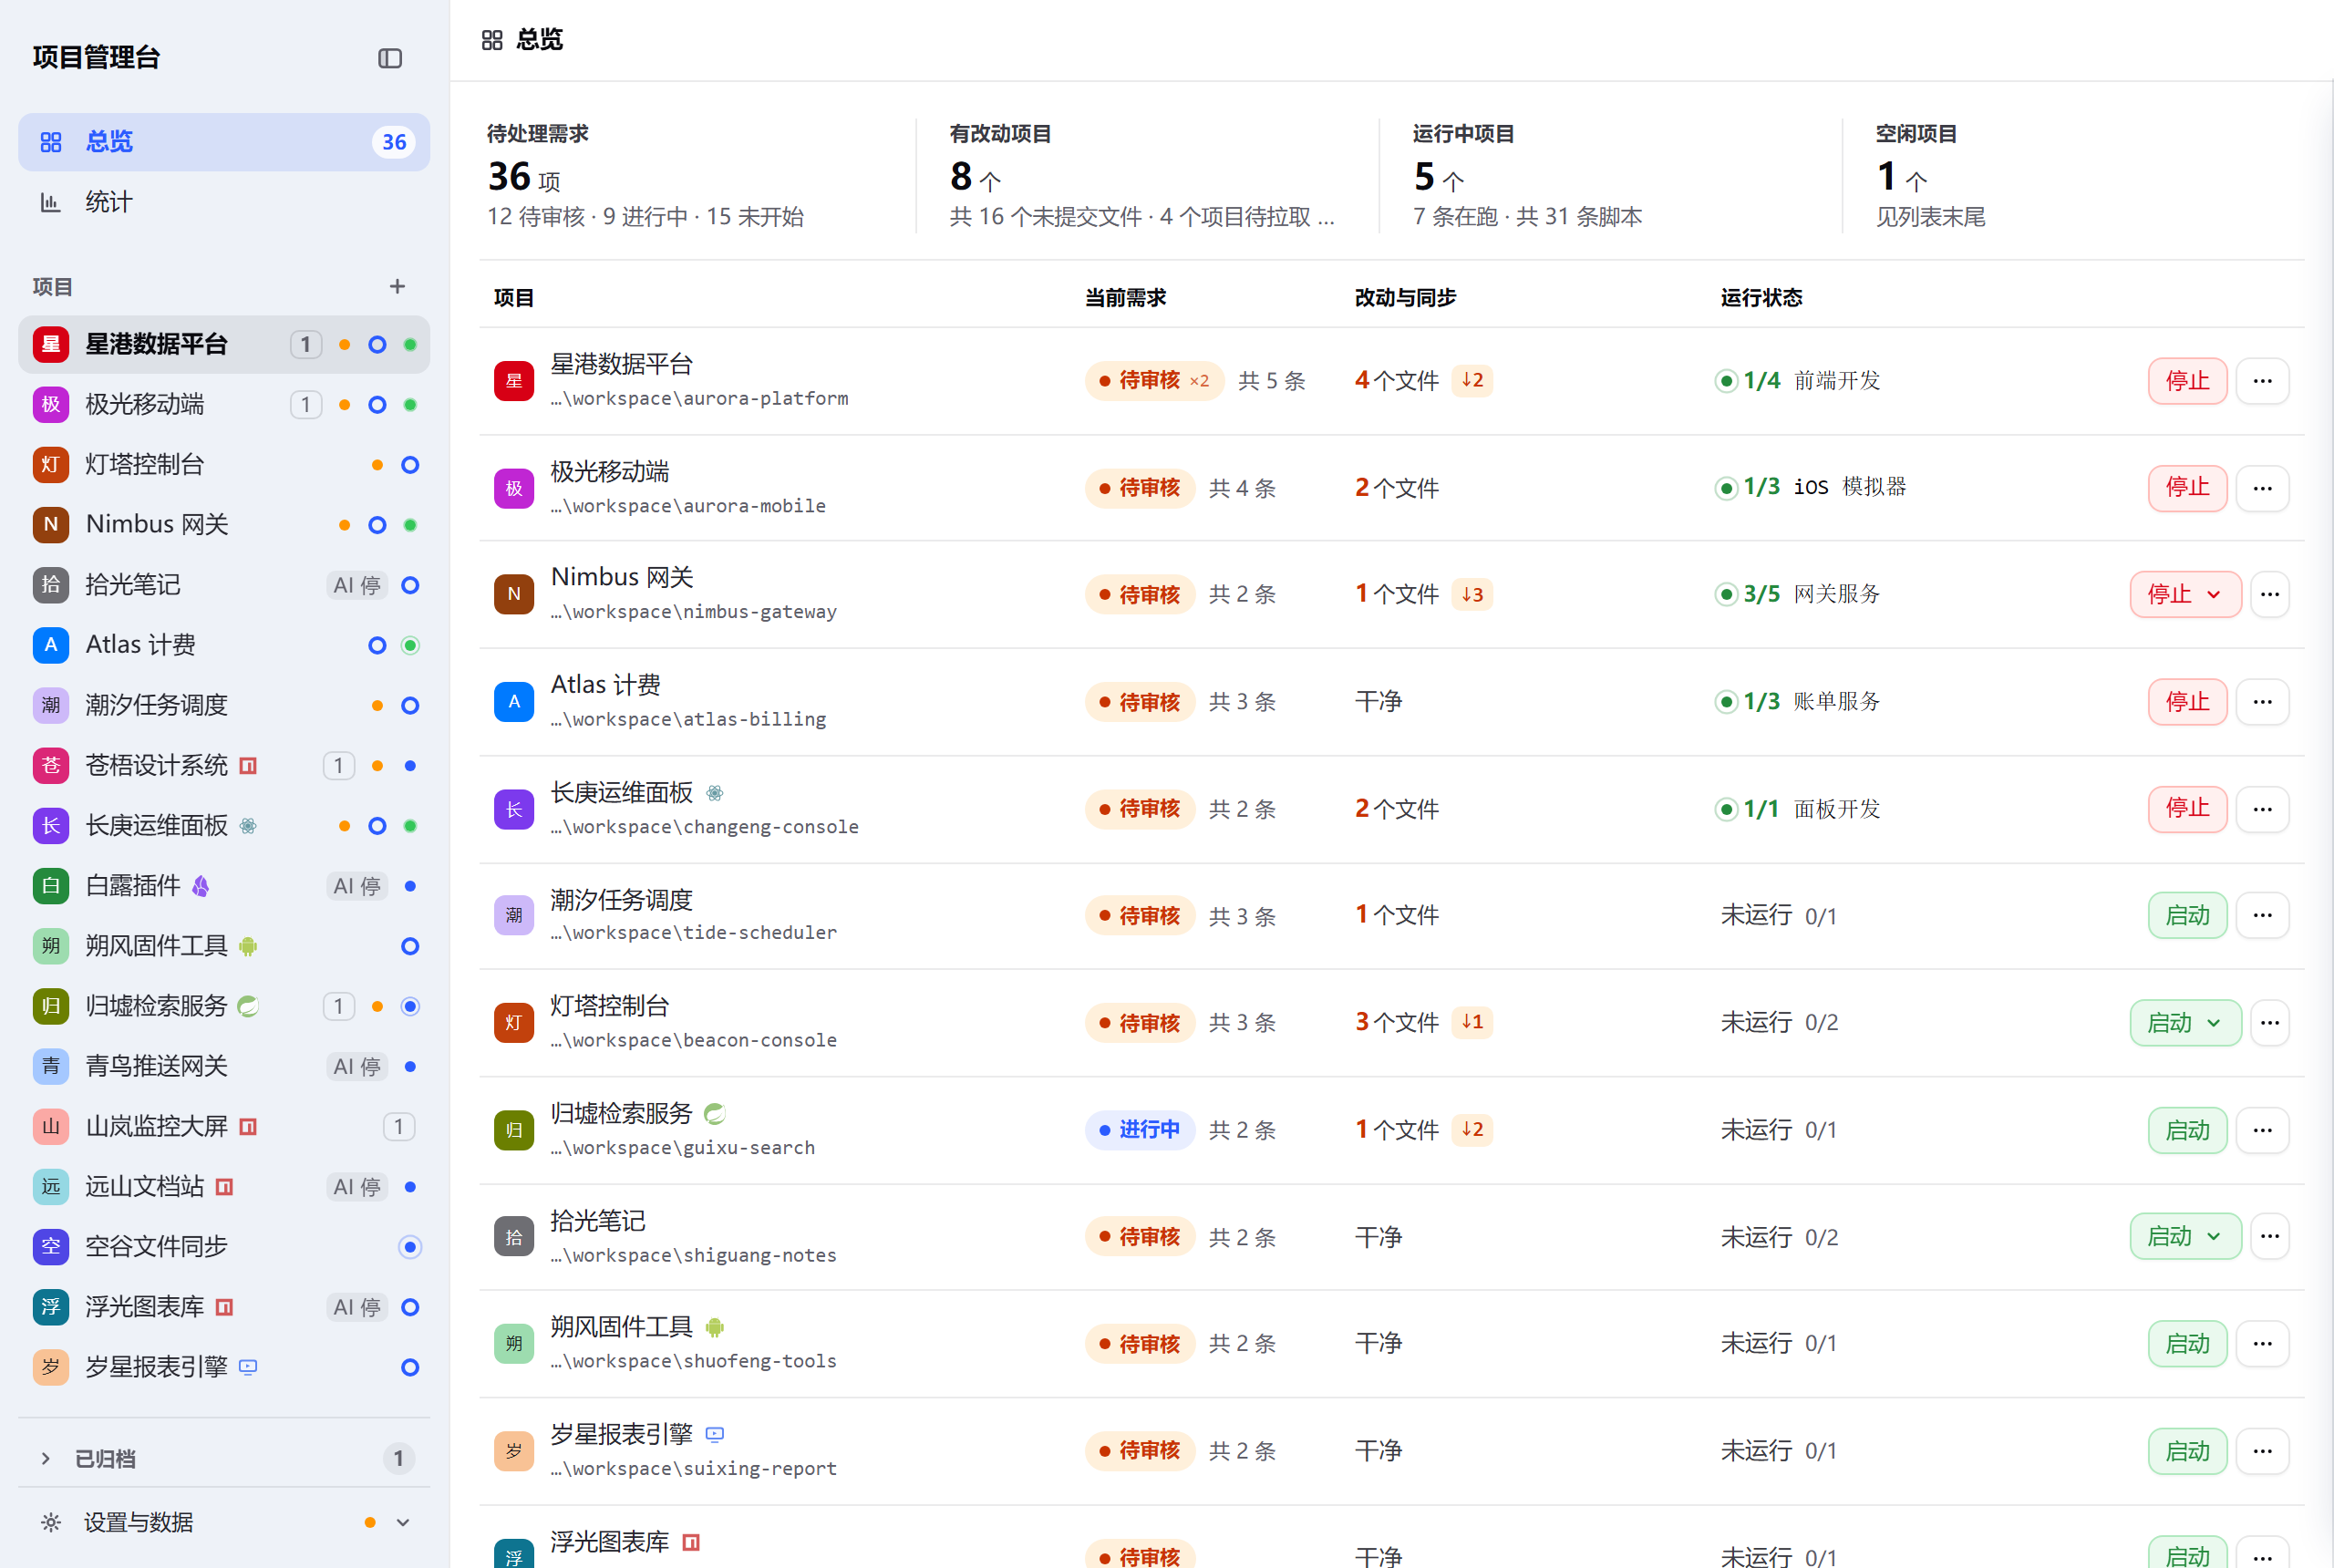 项目管理台
总览 36
统计
项目
星 星港数据平台 1
极 极光移动端 1
灯 灯塔控制台
N Nimbus 网关
拾 拾光笔记 AI 停
A Atlas 计费
潮 潮汐任务调度
苍 苍梧设计系统 1
长 长庚运维面板
白 白露插件 AI 停
朔 朔风固件工具
归 归墟检索服务 1
青 青鸟推送网关 AI 停
山 山岚监控大屏 1
远 远山文档站 AI 停
空 空谷文件同步
浮 浮光图表库 AI 停
岁 岁星报表引擎
已归档 1
设置与数据
总览
待处理需求
36 项
12 待审核 · 9 进行中 · 15 未开始
有改动项目
8 个
共 16 个未提交文件 · 4 个项目待拉取 ...
运行中项目
5 个
7 条在跑 · 共 31 条脚本
空闲项目
1 个
见列表末尾
项目 当前需求 改动与同步 运行状态
星 星港数据平台 待审核 ×2 共 5 条 4个文件 ↓2 1/4 前端开发 停止 ...
…\workspace\aurora-platform
极 极光移动端 待审核 共 4 条 2个文件 1/3 iOS 模拟器 停止 ...
…\workspace\aurora-mobile
N Nimbus 网关 待审核 共 2 条 1个文件 ↓3 3/5 网关服务 停止 ...
…\workspace\nimbus-gateway
A Atlas 计费 待审核 共 3 条 干净 1/3 账单服务 停止 ...
…\workspace\atlas-billing
长 长庚运维面板 待审核 共 2 条 2个文件 1/1 面板开发 停止 ...
…\workspace\changeng-console
潮 潮汐任务调度 待审核 共 3 条 1个文件 未运行 0/1 启动 ...
…\workspace\tide-scheduler
灯 灯塔控制台 待审核 共 3 条 3个文件 ↓1 未运行 0/2 启动 ...
…\workspace\beacon-console
归 归墟检索服务 进行中 共 2 条 1个文件 ↓2 未运行 0/1 启动 ...
…\workspace\guixu-search
拾 拾光笔记 待审核 共 2 条 干净 未运行 0/2 启动 ...
…\workspace\shiguang-notes
朔 朔风固件工具 待审核 共 2 条 干净 未运行 0/1 启动 ...
…\workspace\shuofeng-tools
岁 岁星报表引擎 待审核 共 2 条 干净 未运行 0/1 启动 ...
…\workspace\suixing-report
浮 浮光图表库 待审核 干净 未运行 0/1 启动 ...